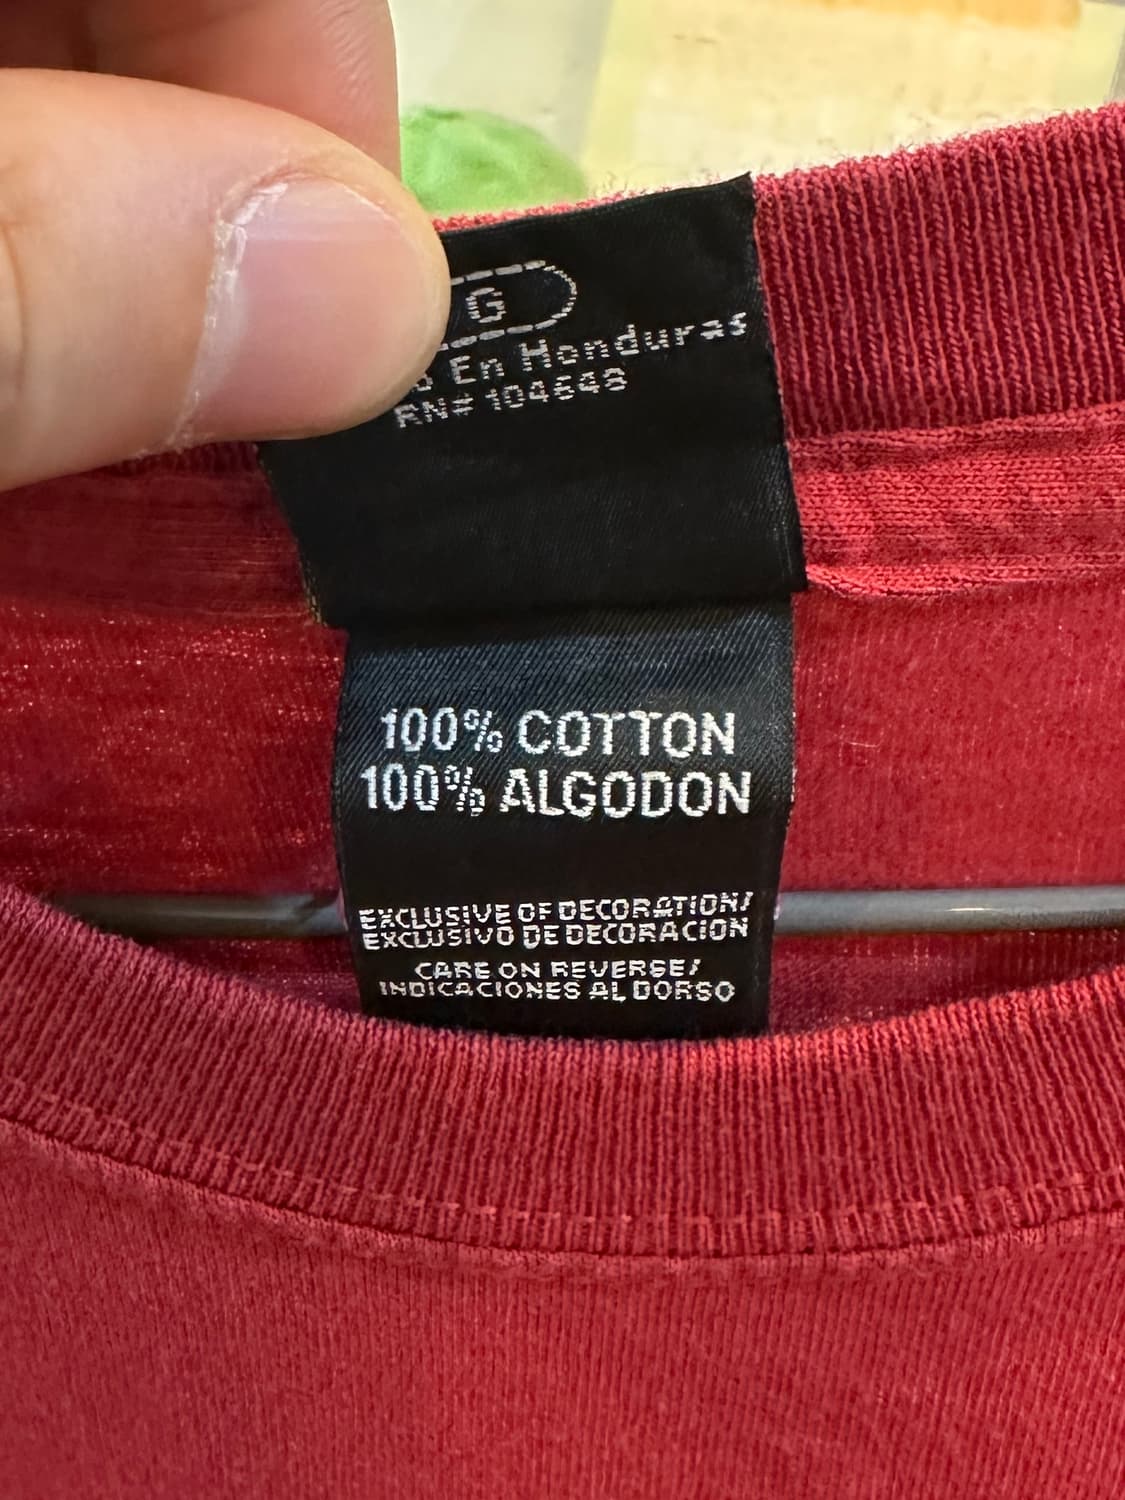 G
En Honduras
RN# 104648
100% COTTON
100% ALGODON
EXCLUSIVE OF DECORATION/
EXCLUSIVO DE DECORACION
CARE ON REVERSE/
INDICACIONES AL DORSO